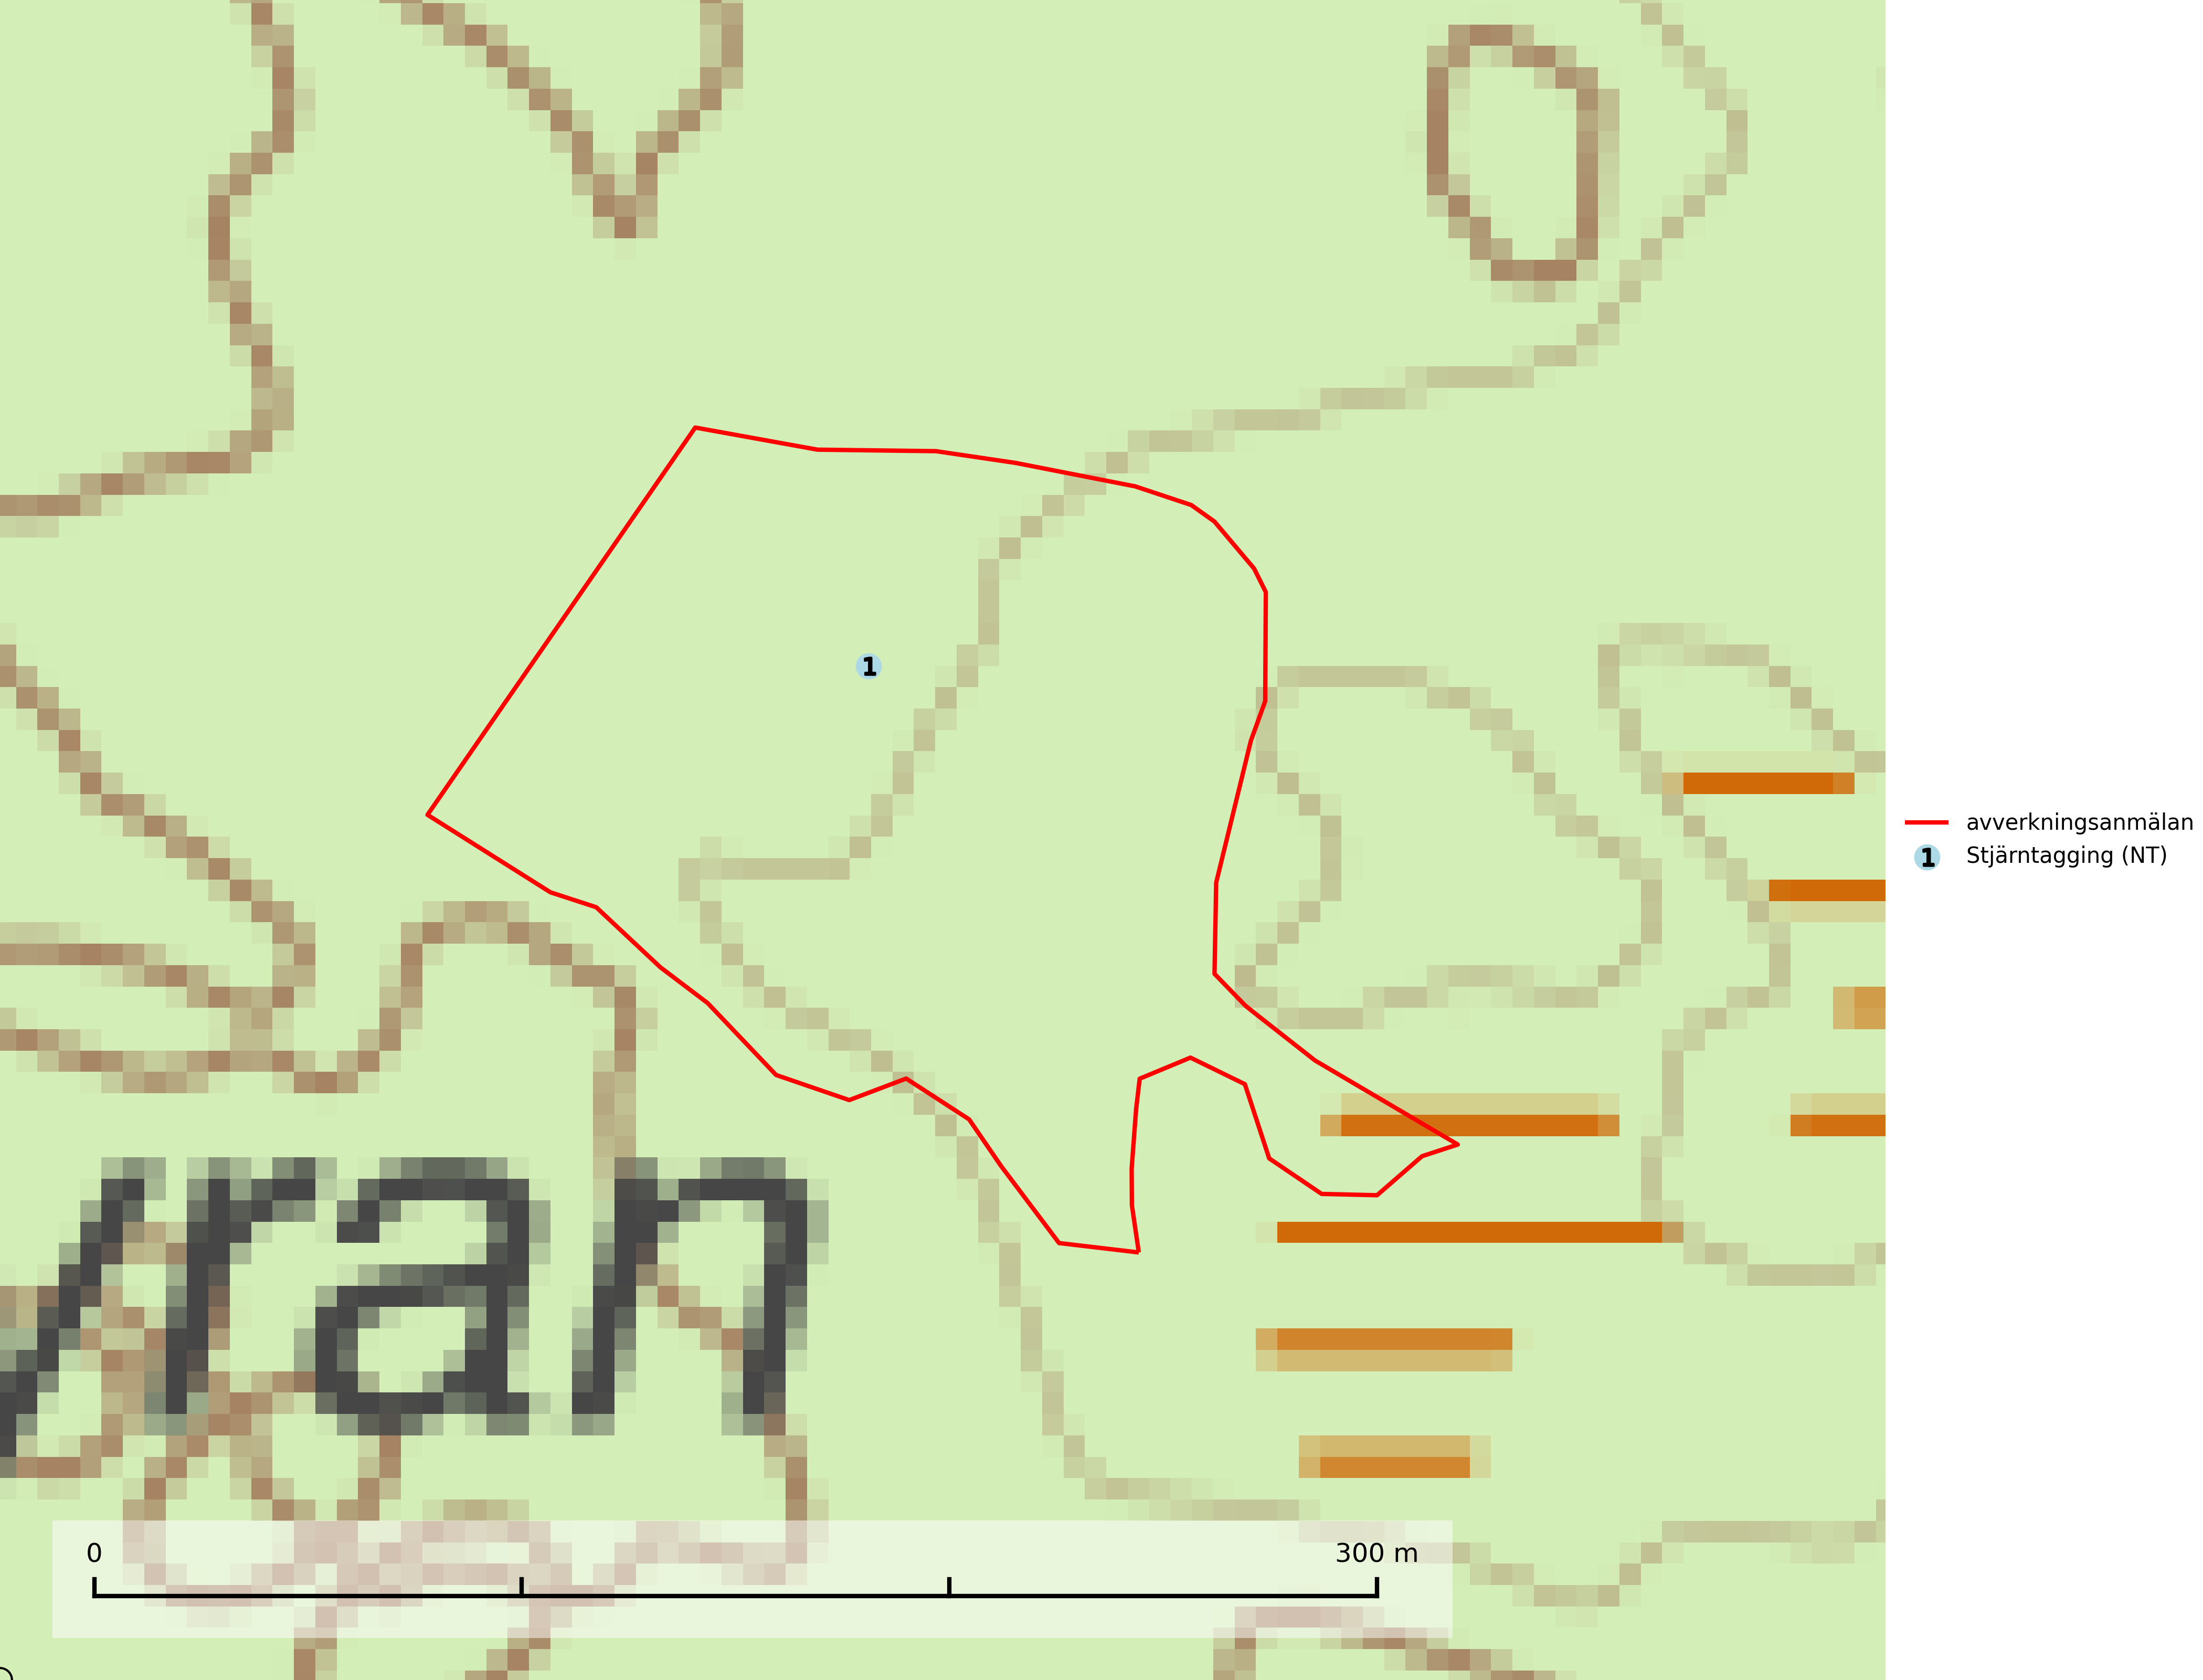 1
avverkningsanmälan
1 Stjärntagging (NT)
0 300 m